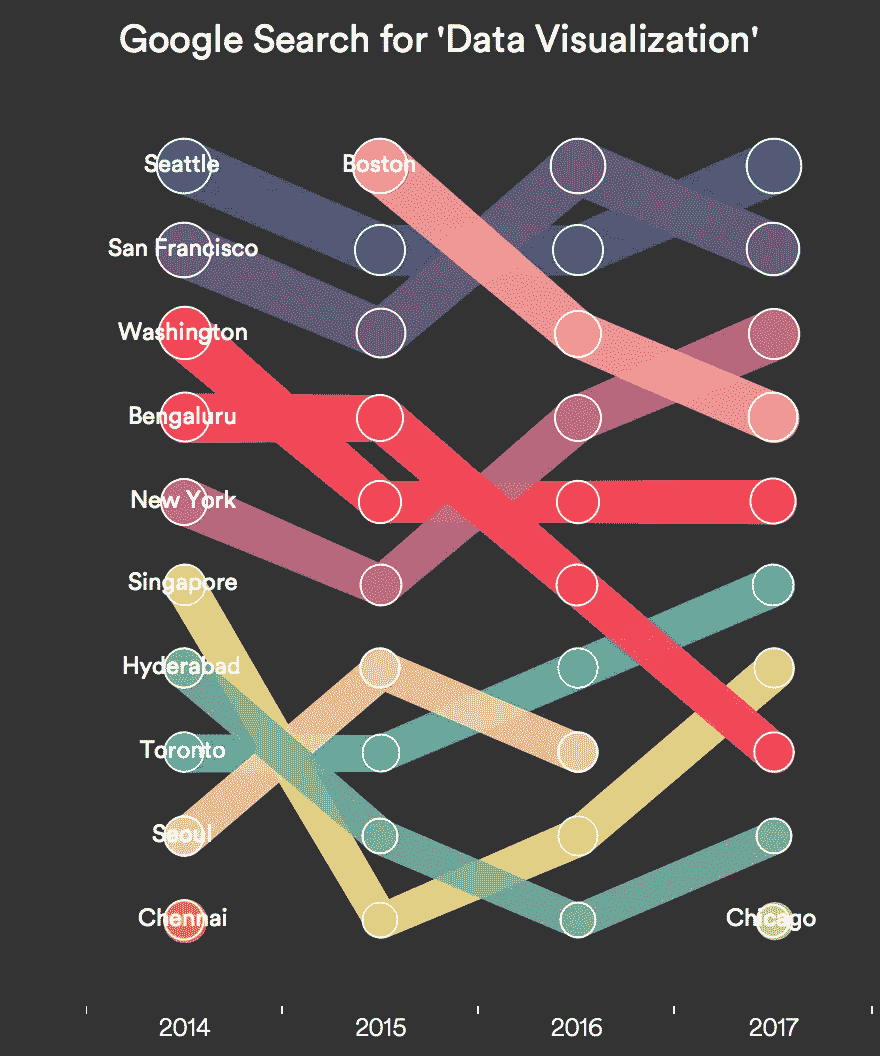 Google Search for 'Data Visualization'
Seattle
Boston
San Francisco
Washington
Bengaluru
New York
Singapore
Hyderabad
Toronto
Seoul
Chennai
Chicago
2014
2015
2016
2017